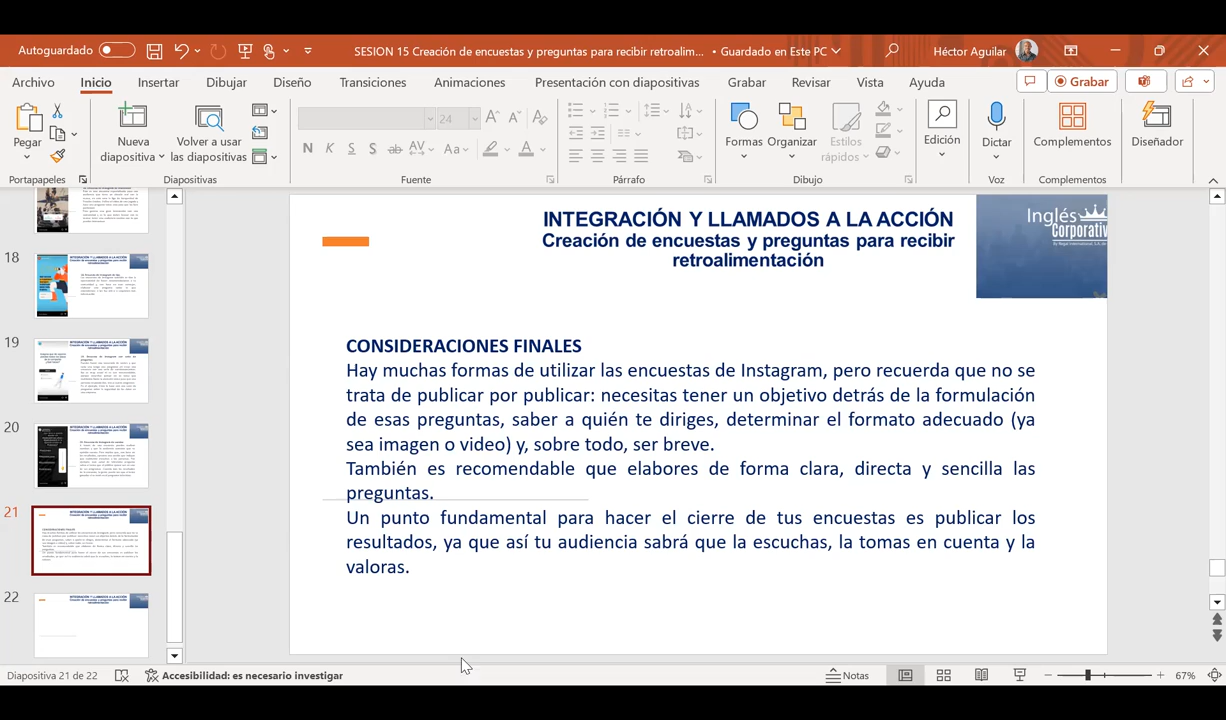 Autoguardado
SESION 15 Creación de encuestas y preguntas para recibir retroalim... • Guardado en Este PC
Héctor Aguilar
Archivo Inicio Insertar Dibujar Diseño Transiciones Animaciones Presentación con diapositivas Grabar Revisar Vista Ayuda Grabar
Pegar
Nueva diapositiva
Volver a usar las diapositivas
24
N K S S ab AV Aa A
Formas
Organizar
Estilos rápidos
Edición
Dictar
Complementos
Diseñador
Portapapeles Diapositivas Fuente Párrafo Dibujo Voz Complementos Diseñador
18
19
20
21
22
INTEGRACIÓN Y LLAMADOS A LA ACCIÓN
Creación de encuestas y preguntas para recibir
retroalimentación
Inglés
Corporativ
CONSIDERACIONES FINALES
Hay muchas formas de utilizar las encuestas de Instagram, pero recuerda que no se
trata de publicar por publicar: necesitas tener un objetivo detrás de la formulación
de esas preguntas, saber a quién te diriges, determinar el formato adecuado (ya
sea imagen o video) y, sobre todo, ser breve.
También es recomendable que elabores de forma clara, directa y sencilla las
preguntas.
Un punto fundamental para hacer el cierre de tus encuestas es publicar los
resultados, ya que así tu audiencia sabrá que la escuchas, la tomas en cuenta y la
valoras.
Diapositiva 21 de 22
Accesibilidad: es necesario investigar
Notas
67%